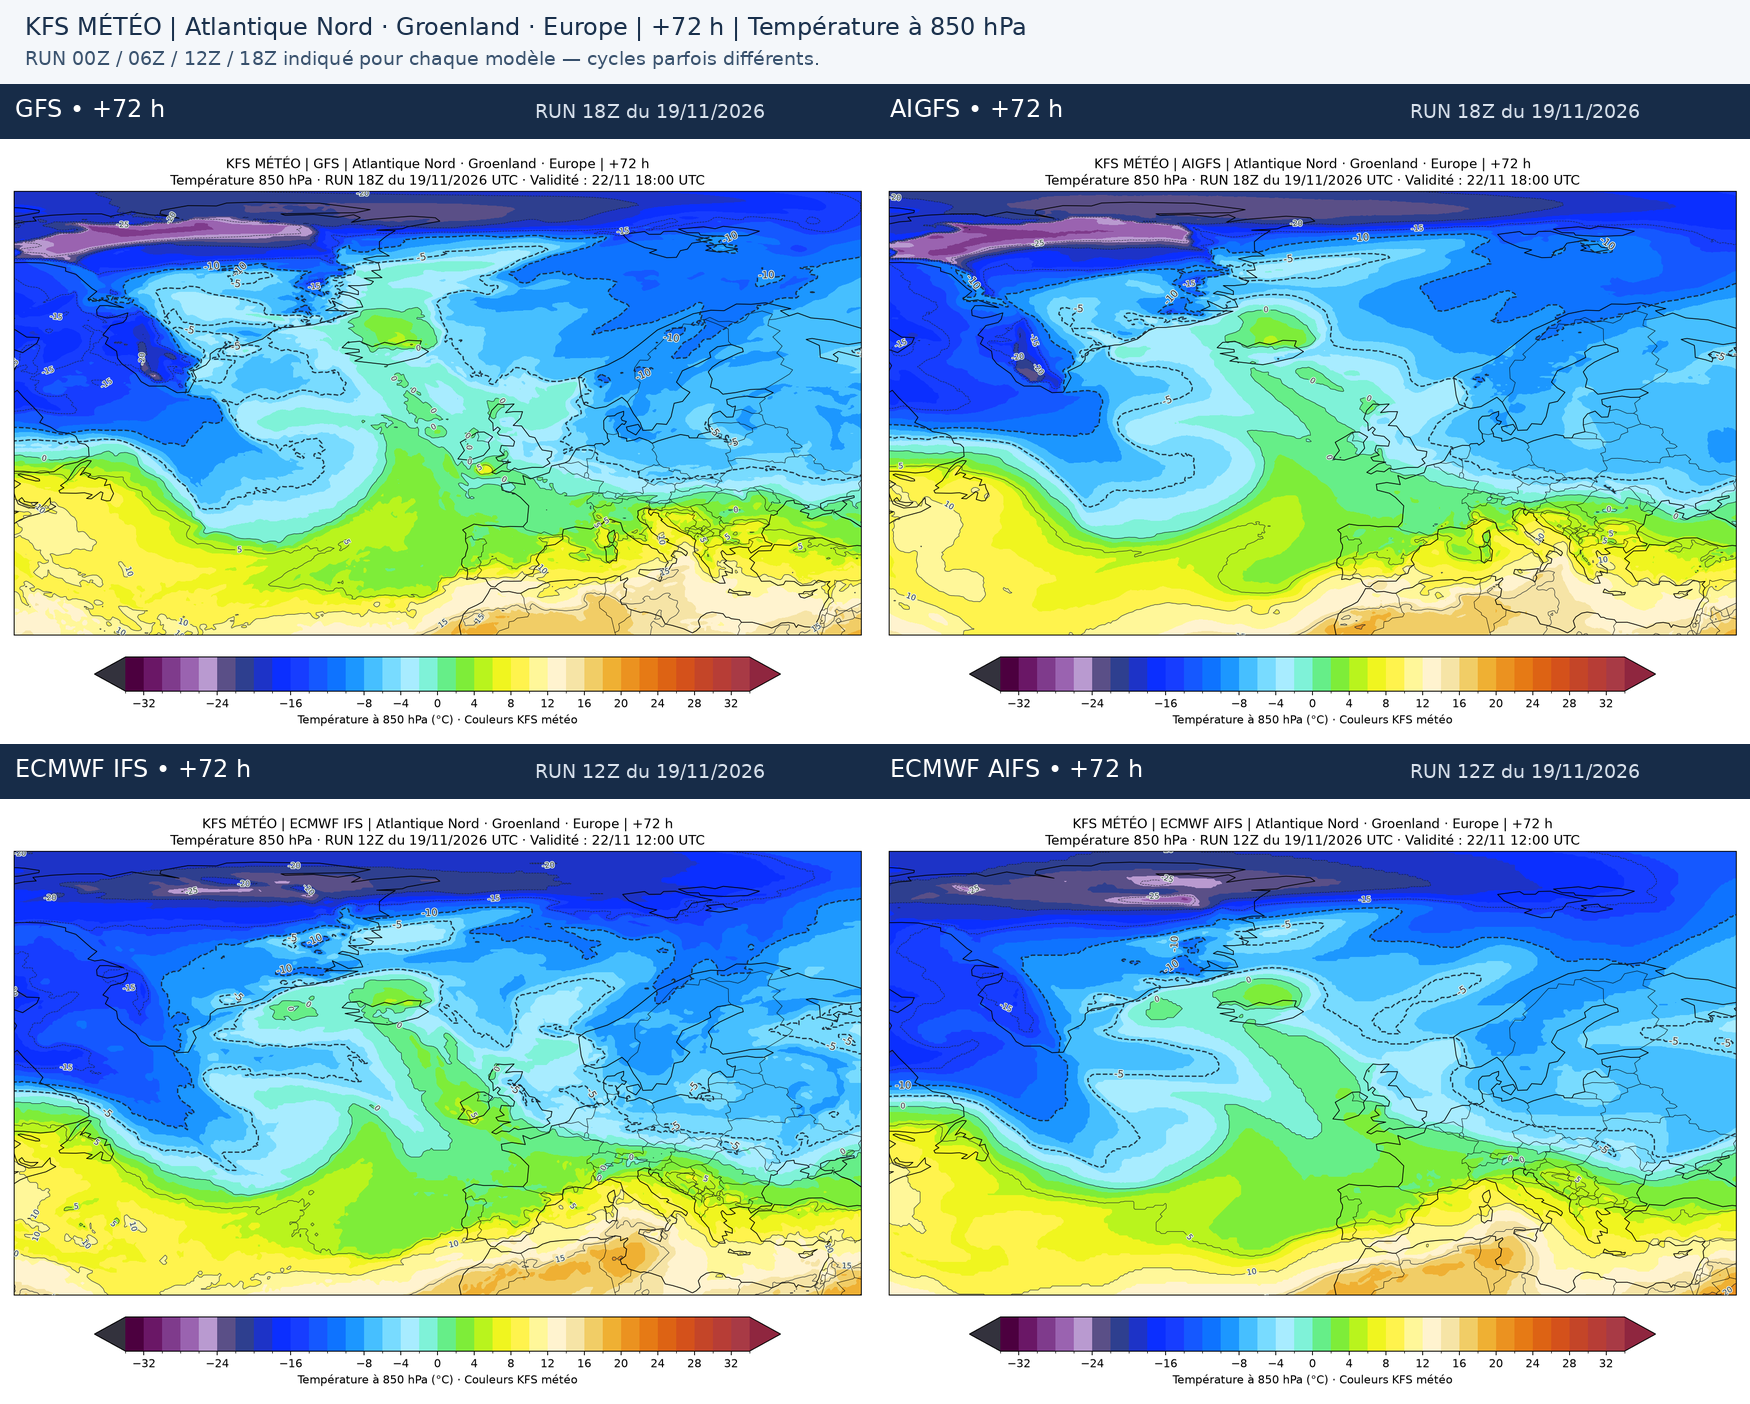 KFS MÉTÉO | Atlantique Nord · Groenland · Europe | +72 h | Température à 850 hPa
RUN 00Z / 06Z / 12Z / 18Z indiqué pour chaque modèle — cycles parfois différents.
GFS • +72 h RUN 18Z du 19/11/2026
KFS MÉTÉO | GFS | Atlantique Nord · Groenland · Europe | +72 h
Température 850 hPa · RUN 18Z du 19/11/2026 UTC · Validité : 22/11 18:00 UTC
−32 −24 −16 −8 −4 0 4 8 12 16 20 24 28 32
Température à 850 hPa (°C) · Couleurs KFS météo
AIGFS • +72 h RUN 18Z du 19/11/2026
KFS MÉTÉO | AIGFS | Atlantique Nord · Groenland · Europe | +72 h
Température 850 hPa · RUN 18Z du 19/11/2026 UTC · Validité : 22/11 18:00 UTC
−32 −24 −16 −8 −4 0 4 8 12 16 20 24 28 32
Température à 850 hPa (°C) · Couleurs KFS météo
ECMWF IFS • +72 h RUN 12Z du 19/11/2026
KFS MÉTÉO | ECMWF IFS | Atlantique Nord · Groenland · Europe | +72 h
Température 850 hPa · RUN 12Z du 19/11/2026 UTC · Validité : 22/11 12:00 UTC
−32 −24 −16 −8 −4 0 4 8 12 16 20 24 28 32
Température à 850 hPa (°C) · Couleurs KFS météo
ECMWF AIFS • +72 h RUN 12Z du 19/11/2026
KFS MÉTÉO | ECMWF AIFS | Atlantique Nord · Groenland · Europe | +72 h
Température 850 hPa · RUN 12Z du 19/11/2026 UTC · Validité : 22/11 12:00 UTC
−32 −24 −16 −8 −4 0 4 8 12 16 20 24 28 32
Température à 850 hPa (°C) · Couleurs KFS météo